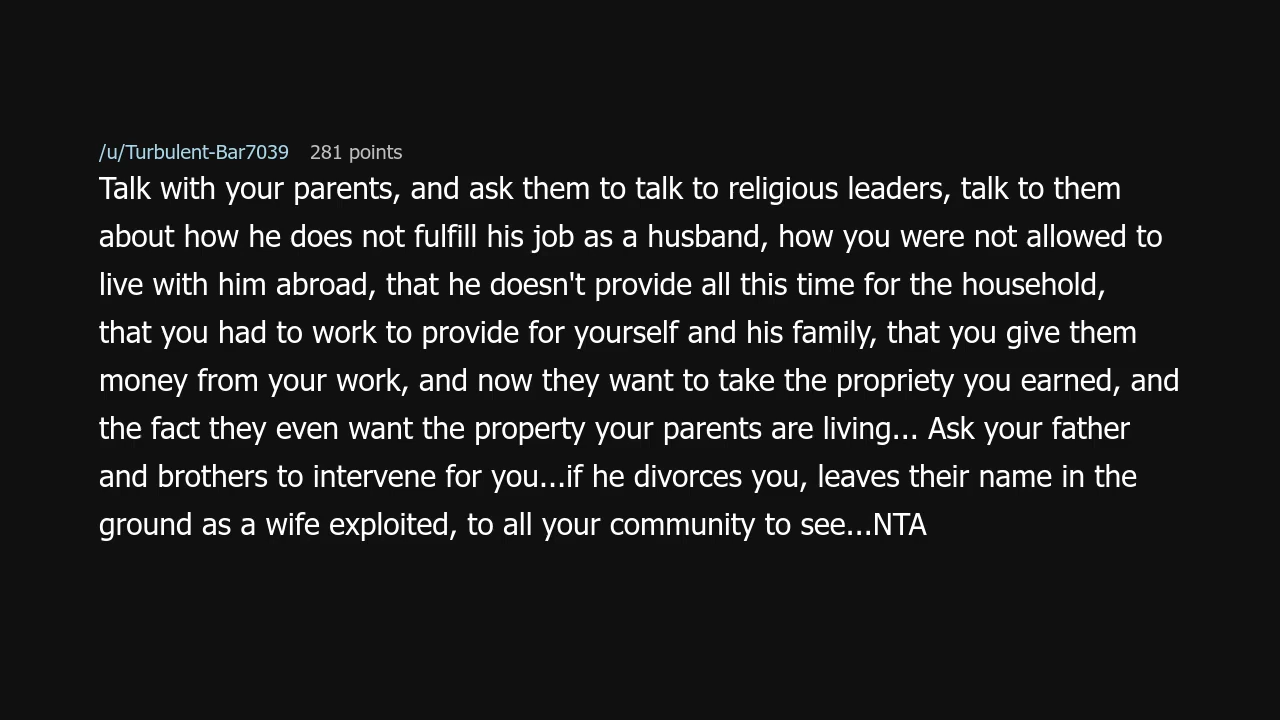 /u/Turbulent-Bar7039 281 points
Talk with your parents, and ask them to talk to religious leaders, talk to them
about how he does not fulfill his job as a husband, how you were not allowed to
live with him abroad, that he doesn't provide all this time for the household,
that you had to work to provide for yourself and his family, that you give them
money from your work, and now they want to take the propriety you earned, and
the fact they even want the property your parents are living... Ask your father
and brothers to intervene for you...if he divorces you, leaves their name in the
ground as a wife exploited, to all your community to see...NTA